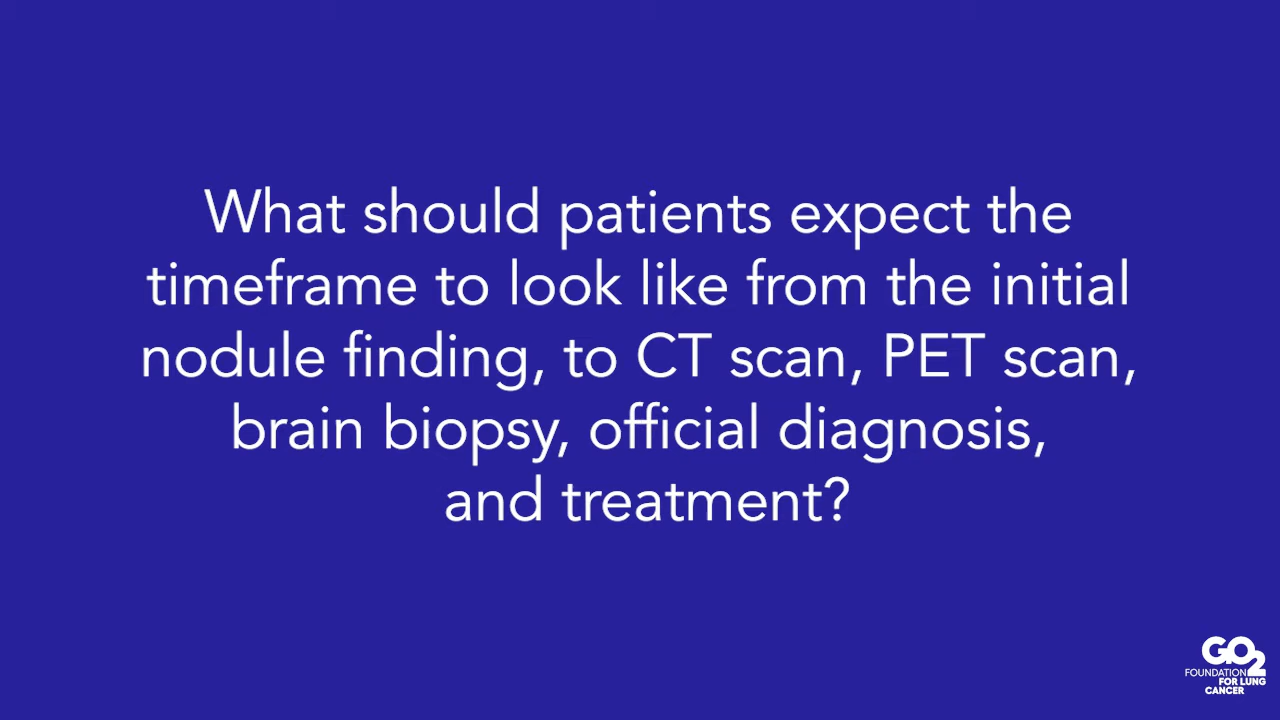 What should patients expect the
timeframe to look like from the initial
nodule finding, to CT scan, PET scan,
brain biopsy, official diagnosis,
and treatment?
GO2
FOUNDATION
FOR LUNG
CANCER